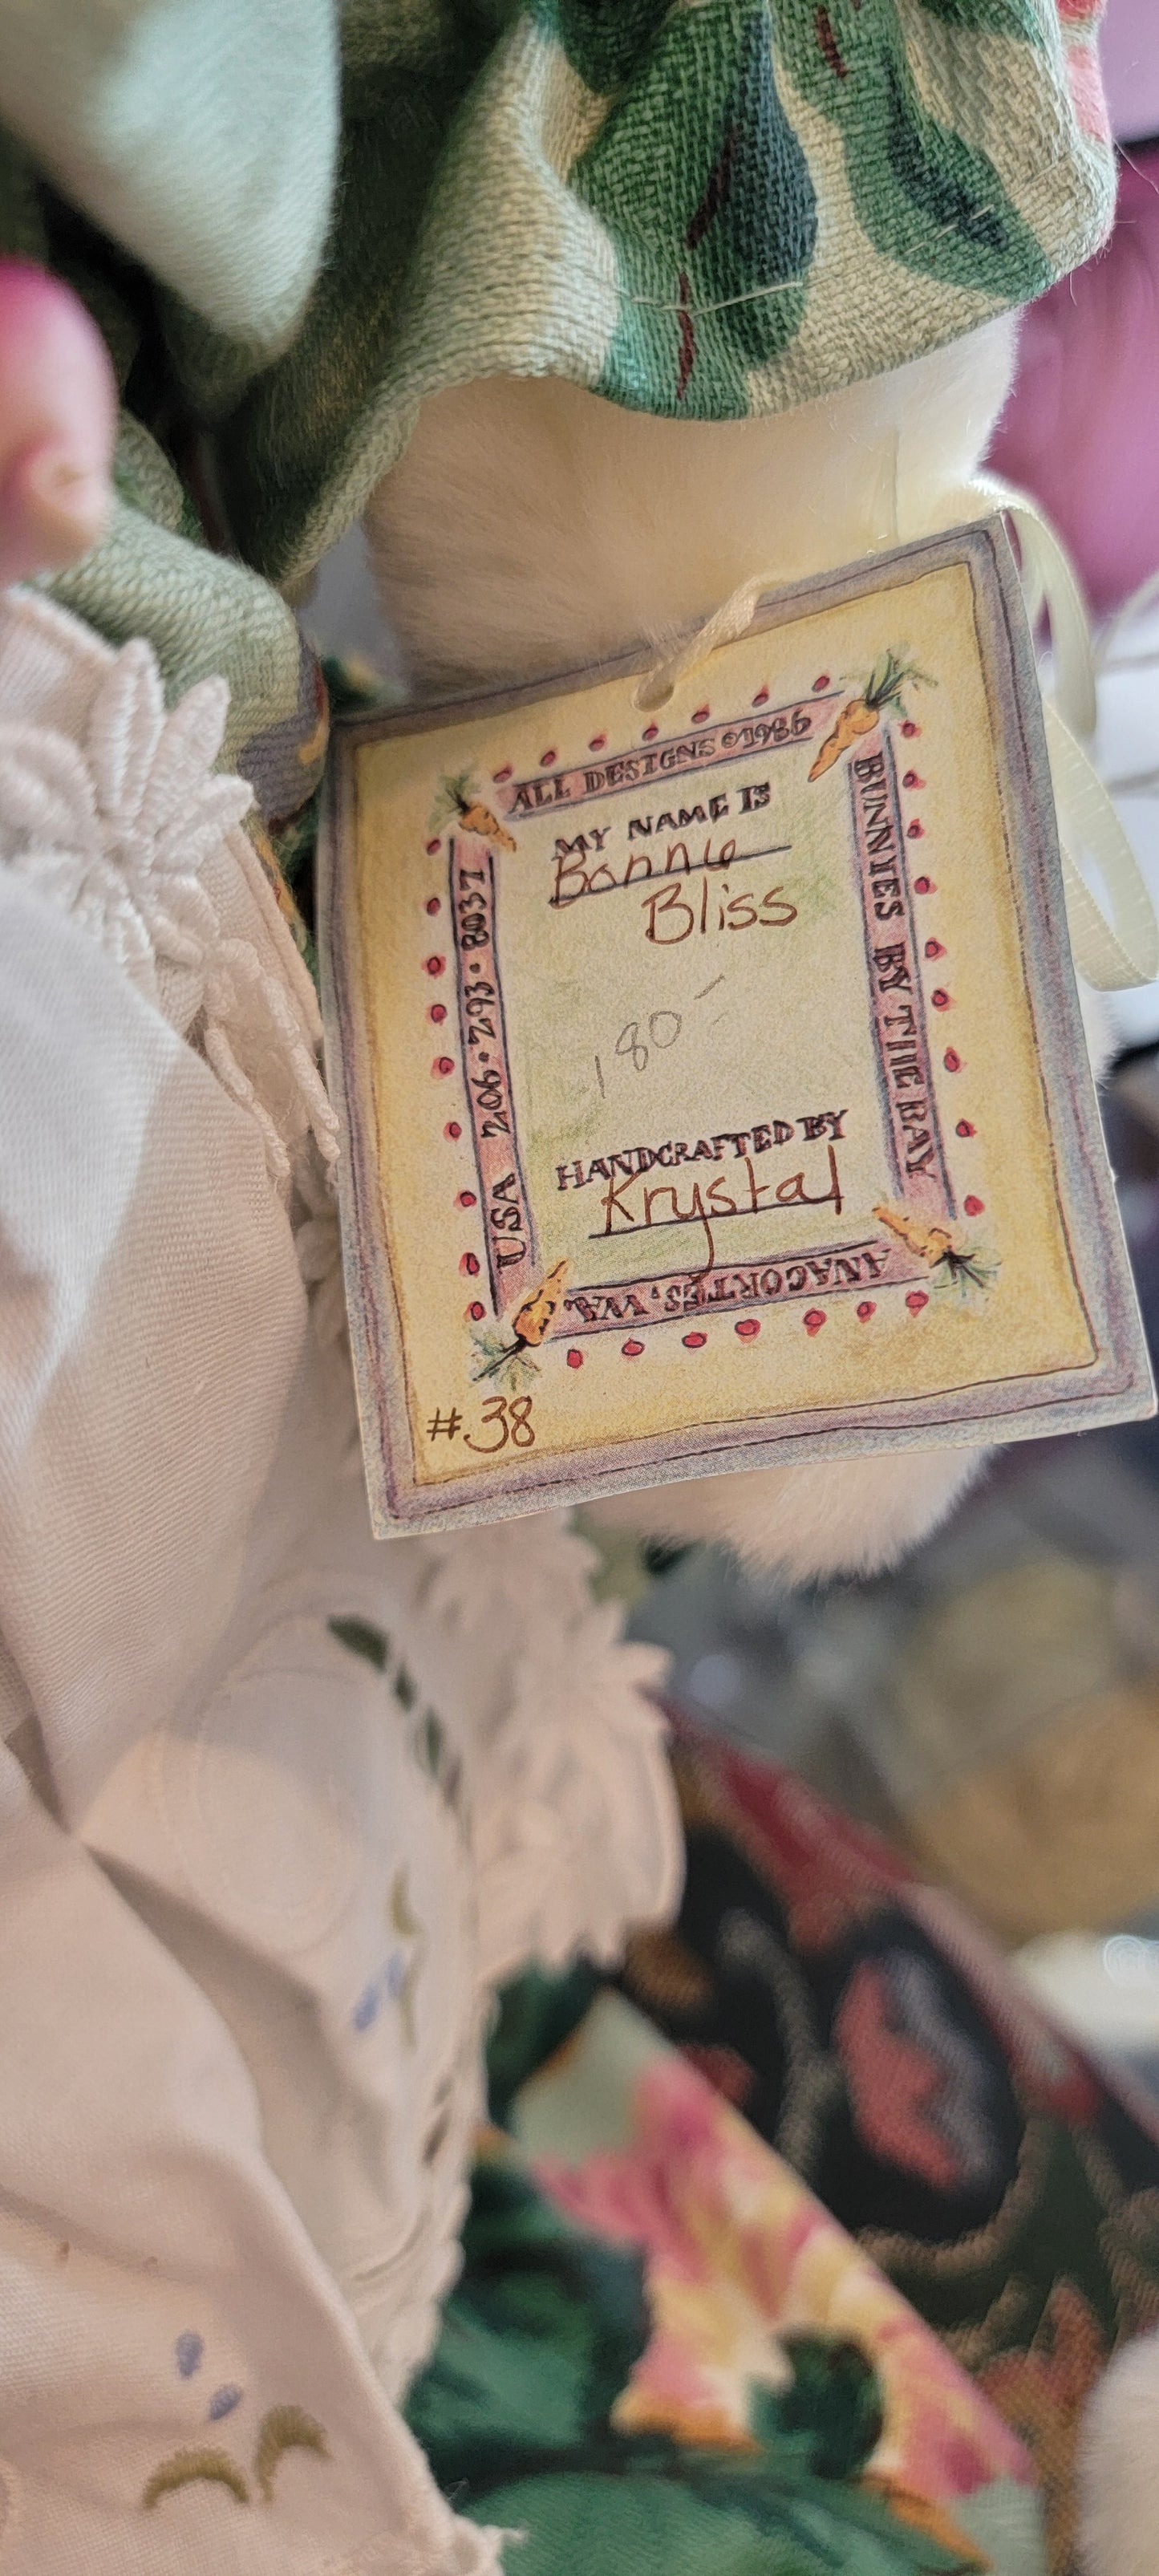 ALL DESIGNS ©1986
BUNNIES BY THE BAY
ANACORTES, WA.
USA 206·293·8037
MY NAME IS
Bonnie
Bliss
180-
HANDCRAFTED BY
Krystal
#38